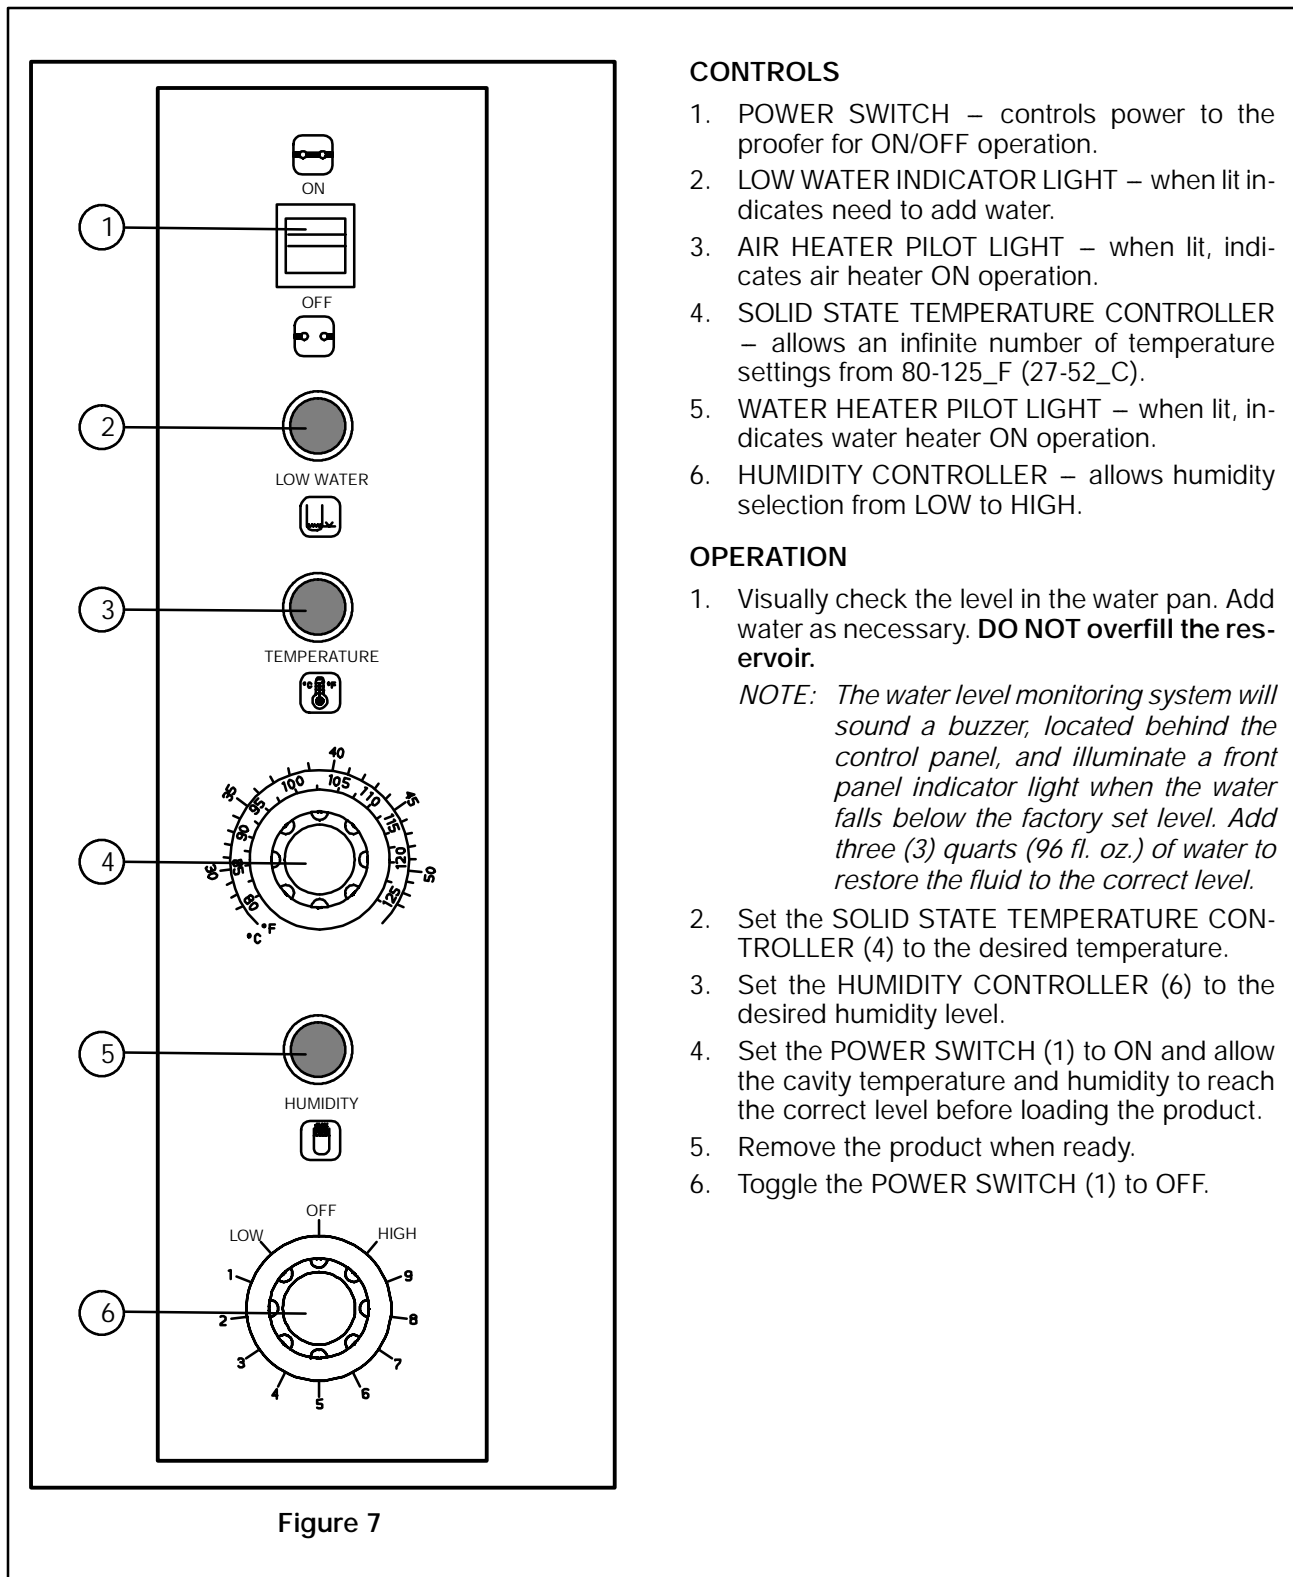 ON
1
OFF
2
LOW WATER
3
TEMPERATURE
°C °F
30 35 40 45 50
80 85 90 95 100 105 110 115 120 125
4
°F
°C
5
HUMIDITY
OFF
LOW
HIGH
1
9
6
2
8
3
7
4
6
5
Figure 7
CONTROLS
1. POWER SWITCH – controls power to the
proofer for ON/OFF operation.
2. LOW WATER INDICATOR LIGHT – when lit in-
dicates need to add water.
3. AIR HEATER PILOT LIGHT – when lit, indi-
cates air heater ON operation.
4. SOLID STATE TEMPERATURE CONTROLLER
– allows an infinite number of temperature
settings from 80-125_F (27-52_C).
5. WATER HEATER PILOT LIGHT – when lit, in-
dicates water heater ON operation.
6. HUMIDITY CONTROLLER – allows humidity
selection from LOW to HIGH.
OPERATION
1. Visually check the level in the water pan. Add
water as necessary. DO NOT overfill the res-
ervoir.
NOTE: The water level monitoring system will
sound a buzzer, located behind the
control panel, and illuminate a front
panel indicator light when the water
falls below the factory set level. Add
three (3) quarts (96 fl. oz.) of water to
restore the fluid to the correct level.
2. Set the SOLID STATE TEMPERATURE CON-
TROLLER (4) to the desired temperature.
3. Set the HUMIDITY CONTROLLER (6) to the
desired humidity level.
4. Set the POWER SWITCH (1) to ON and allow
the cavity temperature and humidity to reach
the correct level before loading the product.
5. Remove the product when ready.
6. Toggle the POWER SWITCH (1) to OFF.